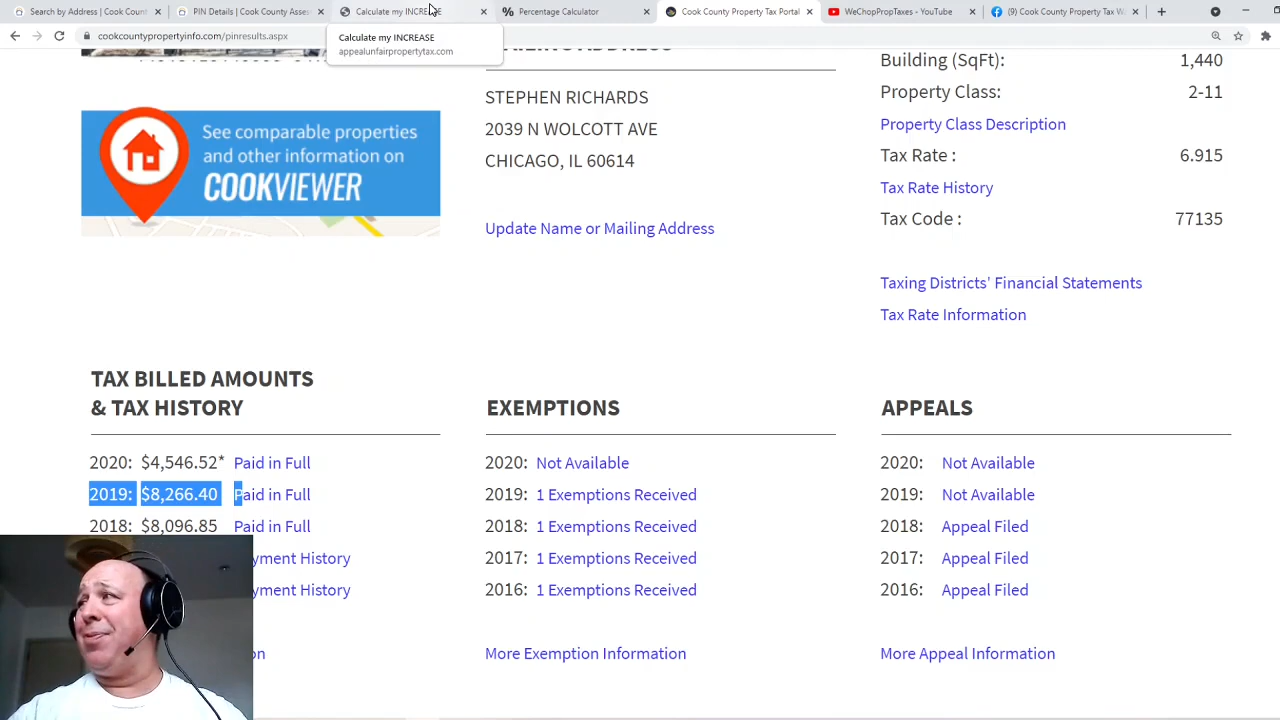 Search by Address | Cook Coun
PIN Details | Cook County Asses
Calculate my INCREASE
Percentage Calculator
Cook County Property Tax Portal
WeChopPropTaxes - YouTube
(9) Cook County Property Tax W
cookcountypropertyinfo.com/pinresults.aspx
Calculate my INCREASE
appealunfairpropertytax.com
MAILING ADDRESS
STEPHEN RICHARDS
2039 N WOLCOTT AVE
CHICAGO, IL 60614
Update Name or Mailing Address
Building (SqFt): 1,440
Property Class: 2-11
Property Class Description
Tax Rate : 6.915
Tax Rate History
Tax Code : 77135
Taxing Districts' Financial Statements
Tax Rate Information
See comparable properties
and other information on
COOKVIEWER
TAX BILLED AMOUNTS
& TAX HISTORY
2020: $4,546.52* Paid in Full
2019: $8,266.40 Paid in Full
2018: $8,096.85 Paid in Full
yment History
yment History
on
EXEMPTIONS
2020: Not Available
2019: 1 Exemptions Received
2018: 1 Exemptions Received
2017: 1 Exemptions Received
2016: 1 Exemptions Received
More Exemption Information
APPEALS
2020: Not Available
2019: Not Available
2018: Appeal Filed
2017: Appeal Filed
2016: Appeal Filed
More Appeal Information